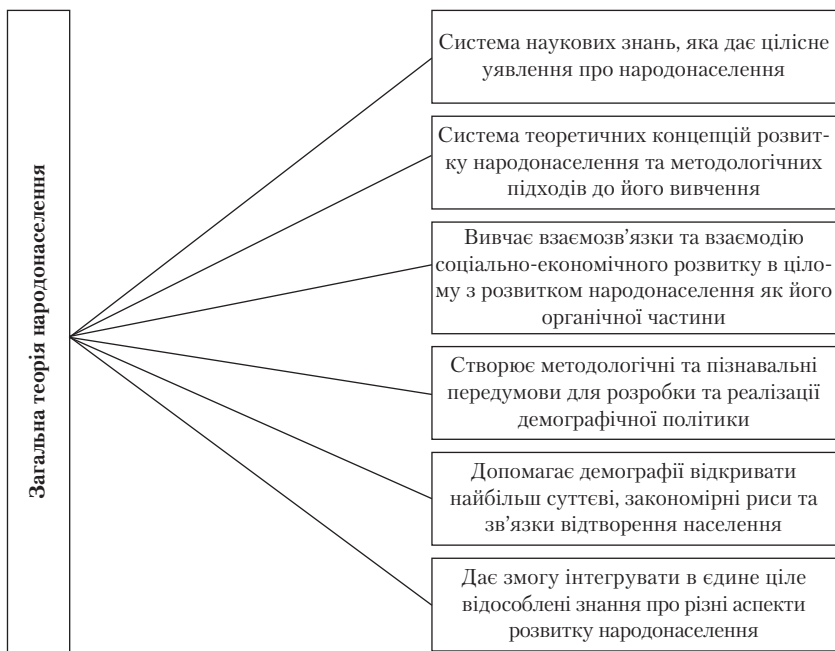 Загальна теорія народонаселення
Система наукових знань, яка дає цілісне
уявлення про народонаселення
Система теоретичних концепцій розвит-
ку народонаселення та методологічних
підходів до його вивчення
Вивчає взаємозв'язки та взаємодію
соціально-економічного розвитку в ціло-
му з розвитком народонаселення як його
органічної частини
Створює методологічні та пізнавальні
передумови для розробки та реалізації
демографічної політики
Допомагає демографії відкривати
найбільш суттєві, закономірні риси та
зв'язки відтворення населення
Дає змогу інтегрувати в єдине ціле
відособлені знання про різні аспекти
розвитку народонаселення